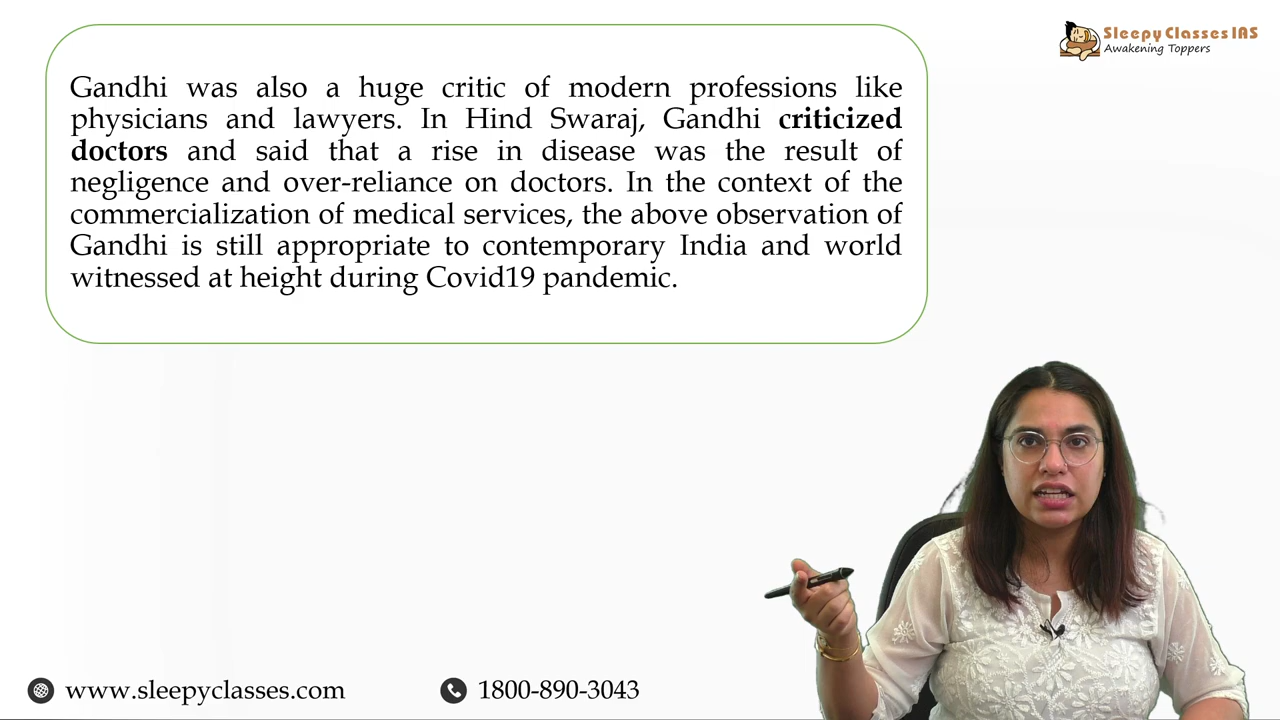 Sleepy Classes IAS
Awakening Toppers
Gandhi was also a huge critic of modern professions like
physicians and lawyers. In Hind Swaraj, Gandhi criticized
doctors and said that a rise in disease was the result of
negligence and over-reliance on doctors. In the context of the
commercialization of medical services, the above observation of
Gandhi is still appropriate to contemporary India and world
witnessed at height during Covid19 pandemic.
www.sleepyclasses.com
1800-890-3043